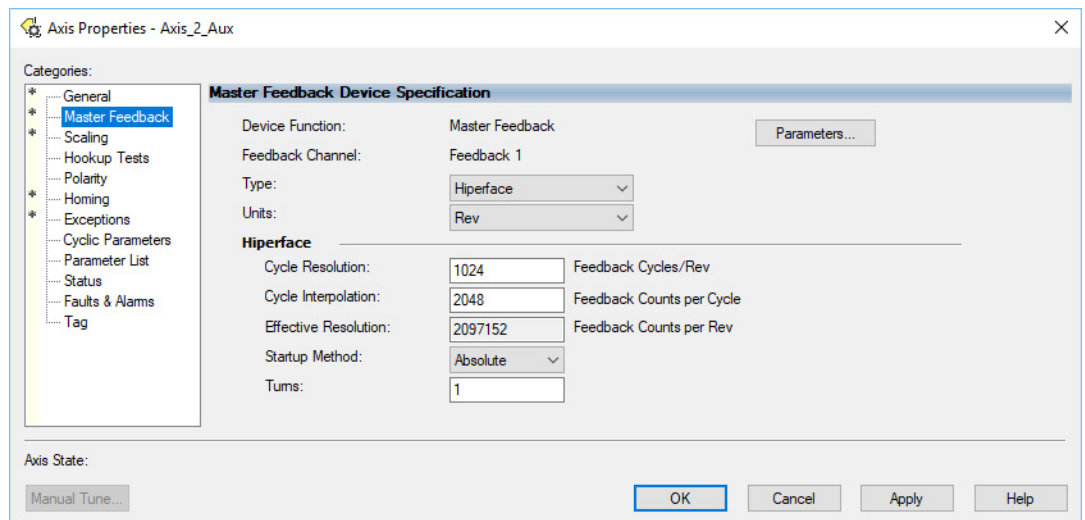 Axis Properties - Axis_2_Aux
Categories:
* General
* Master Feedback
* Scaling
Hookup Tests
Polarity
* Homing
* Exceptions
Cyclic Parameters
Parameter List
Status
Faults & Alarms
Tag
Master Feedback Device Specification
Device Function: Master Feedback Parameters...
Feedback Channel: Feedback 1
Type: Hiperface
Units: Rev
Hiperface
Cycle Resolution: 1024 Feedback Cycles/Rev
Cycle Interpolation: 2048 Feedback Counts per Cycle
Effective Resolution: 2097152 Feedback Counts per Rev
Startup Method: Absolute
Turns: 1
Axis State:
Manual Tune... OK Cancel Apply Help